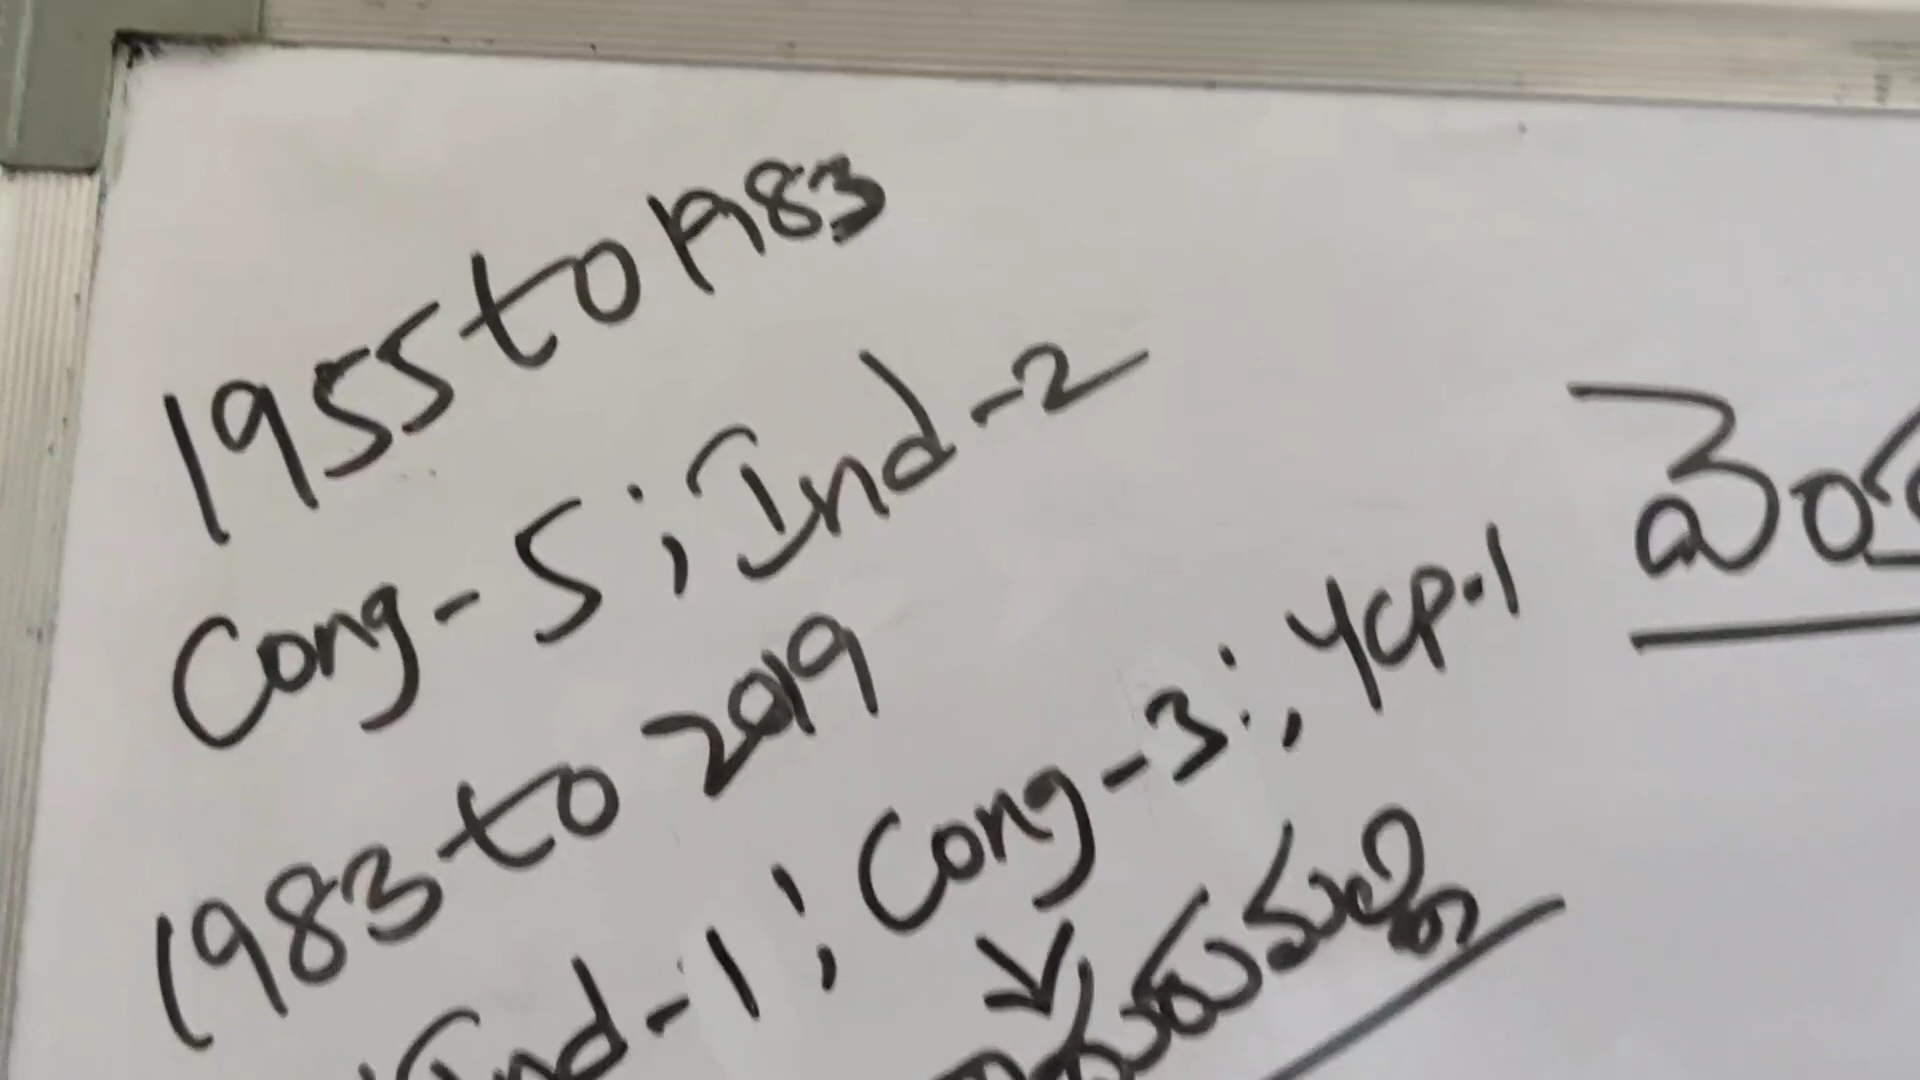 1955 to 1983
Cong-5; Ind-2
1983 to 2019
Ind-1; Cong-3;, YCP-1